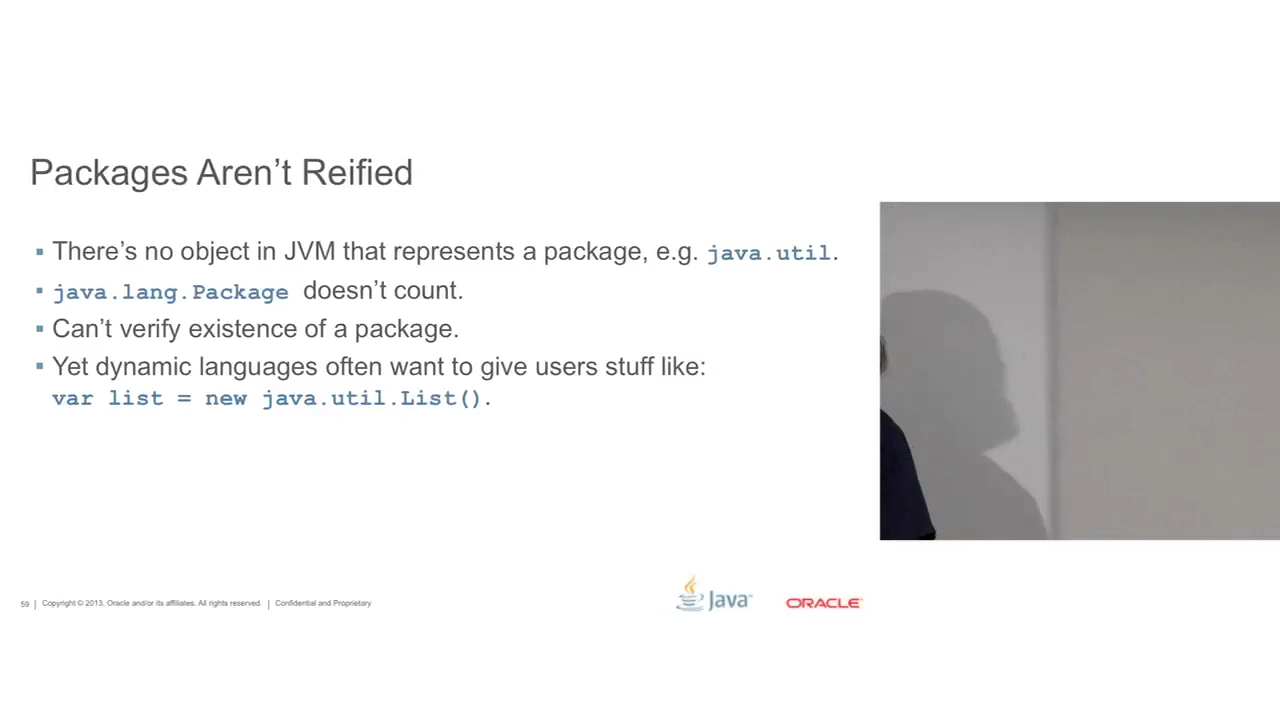 Packages Aren’t Reified
There’s no object in JVM that represents a package, e.g. java.util.
java.lang.Package doesn’t count.
Can’t verify existence of a package.
Yet dynamic languages often want to give users stuff like:
var list = new java.util.List().
59 | Copyright © 2013, Oracle and/or its affiliates. All rights reserved. | Confidential and Proprietary
Java™ ORACLE®